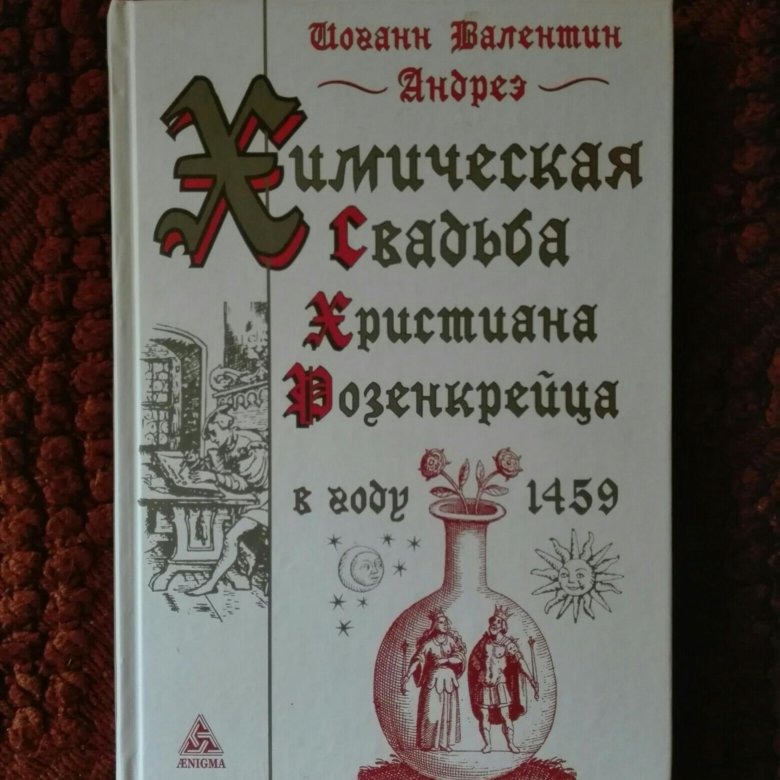 Иоганн Валентин
Андреэ
Химическая
Свадьба
Христиана
Розенкрейца
в году 1459
ÆNIGMA